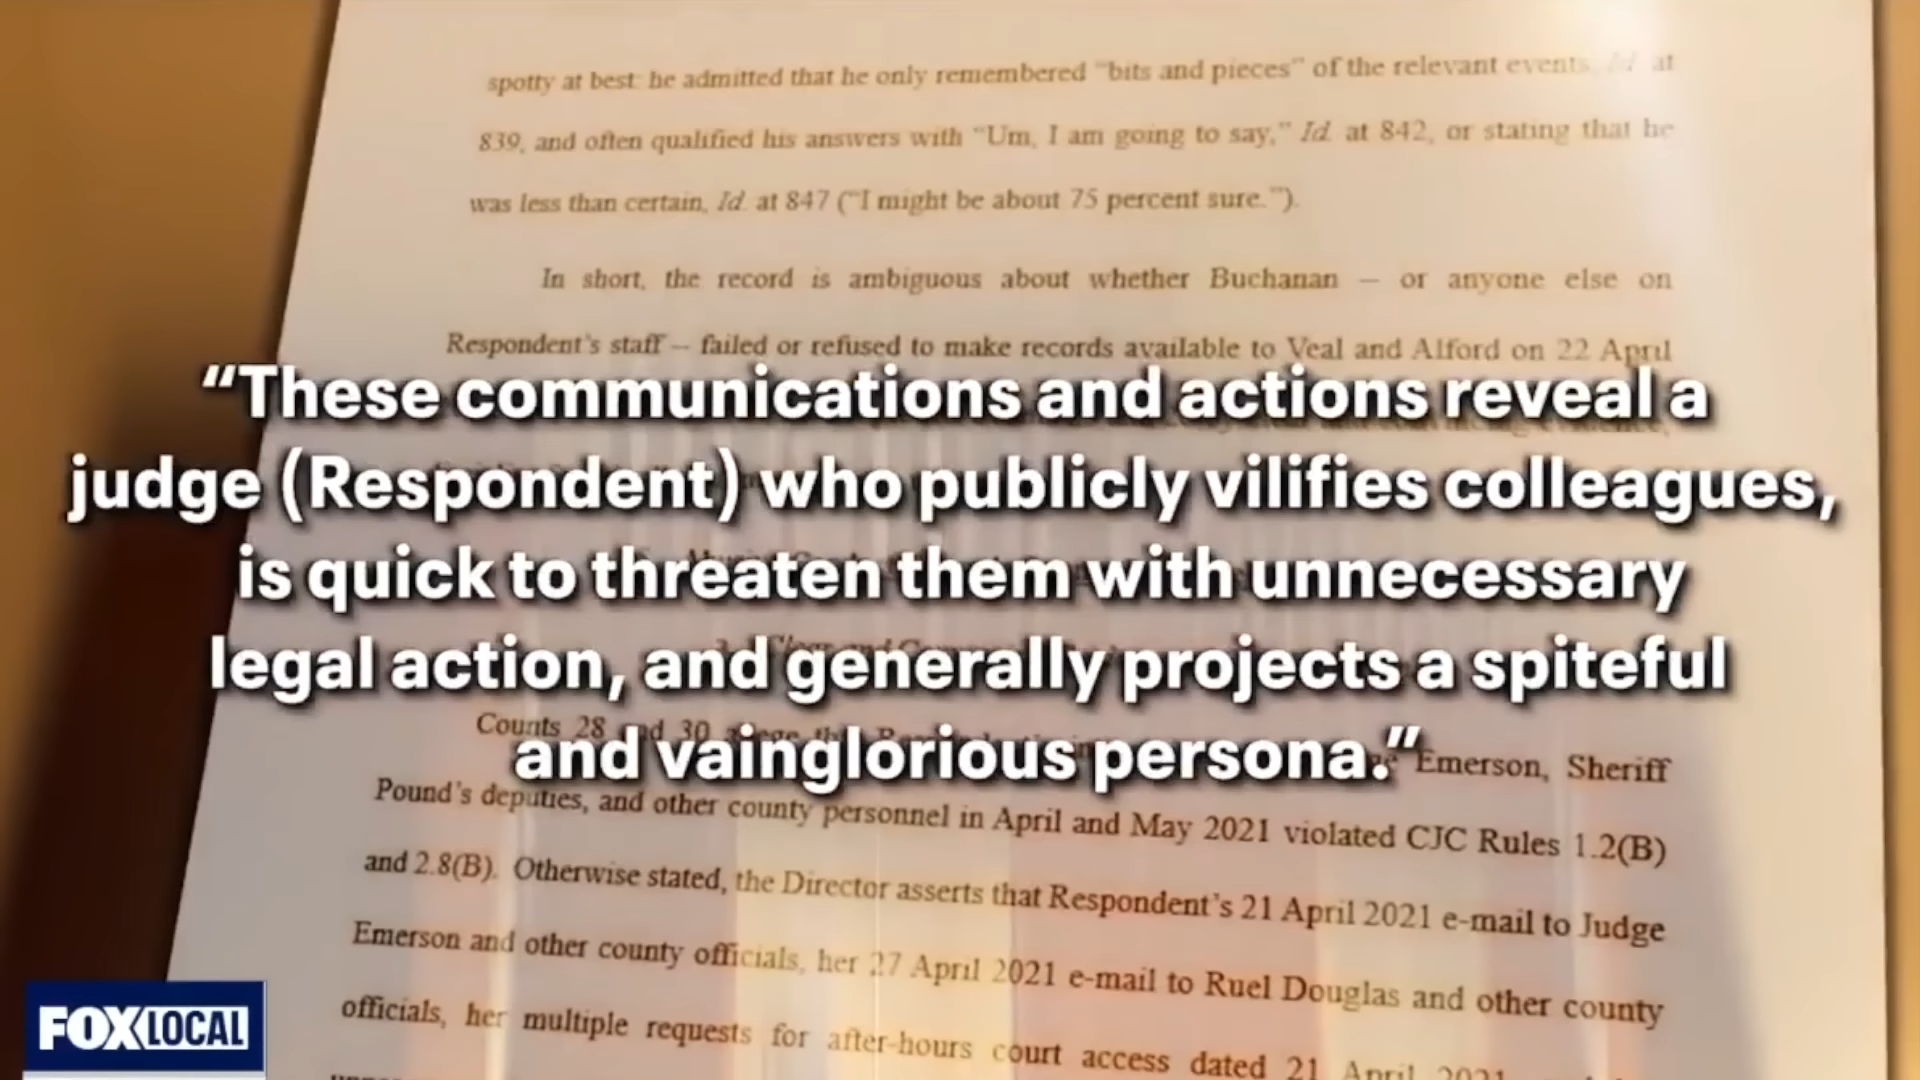 spotty at best: he admitted that he only remembered "bits and pieces" of the relevant events. Id. at
839, and often qualified his answers with "Um, I am going to say," Id. at 842, or stating that he
was less than certain, Id. at 847 ("I might be about 75 percent sure.").
In short, the record is ambiguous about whether Buchanan – or anyone else on
Respondent's staff – failed or refused to make records available to Veal and Alford on 22 April
“These communications and actions reveal a
judge (Respondent) who publicly vilifies colleagues,
is quick to threaten them with unnecessary
legal action, and generally projects a spiteful
and vainglorious persona.”
Counts 28 and 30
Emerson, Sheriff
Pound's deputies, and other county personnel in April and May 2021 violated CJC Rules 1.2(B)
and 2.8(B). Otherwise stated, the Director asserts that Respondent's 21 April 2021 e-mail to Judge
Emerson and other county officials, her 27 April 2021 e-mail to Ruel Douglas and other county
officials, her multiple requests for after-hours court access dated 21 April 2021
FOX LOCAL